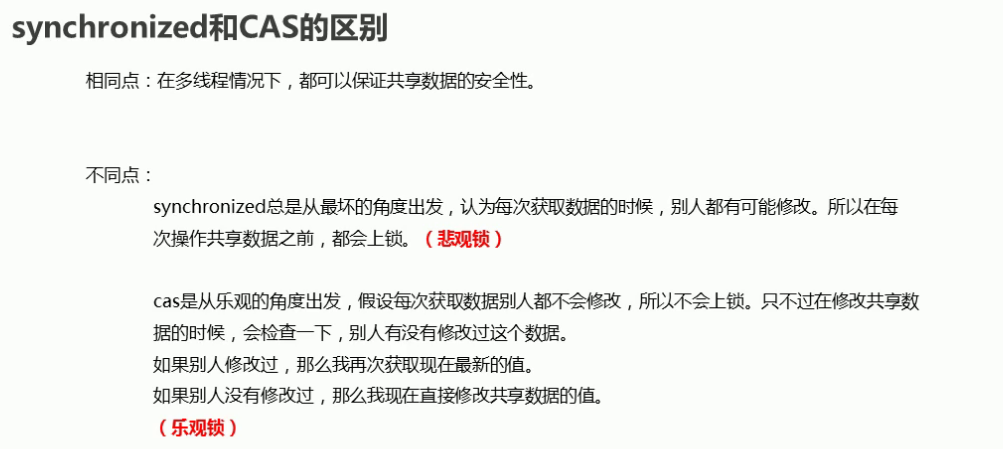 synchronized和CAS的区别
相同点：在多线程情况下，都可以保证共享数据的安全性。
不同点：
synchronized总是从最坏的角度出发，认为每次获取数据的时候，别人都有可能修改。所以在每
次操作共享数据之前，都会上锁。（悲观锁）
cas是从乐观的角度出发，假设每次获取数据别人都不会修改，所以不会上锁。只不过在修改共享数
据的时候，会检查一下，别人有没有修改过这个数据。
如果别人修改过，那么我再次获取现在最新的值。
如果别人没有修改过，那么我现在直接修改共享数据的值。
（乐观锁）